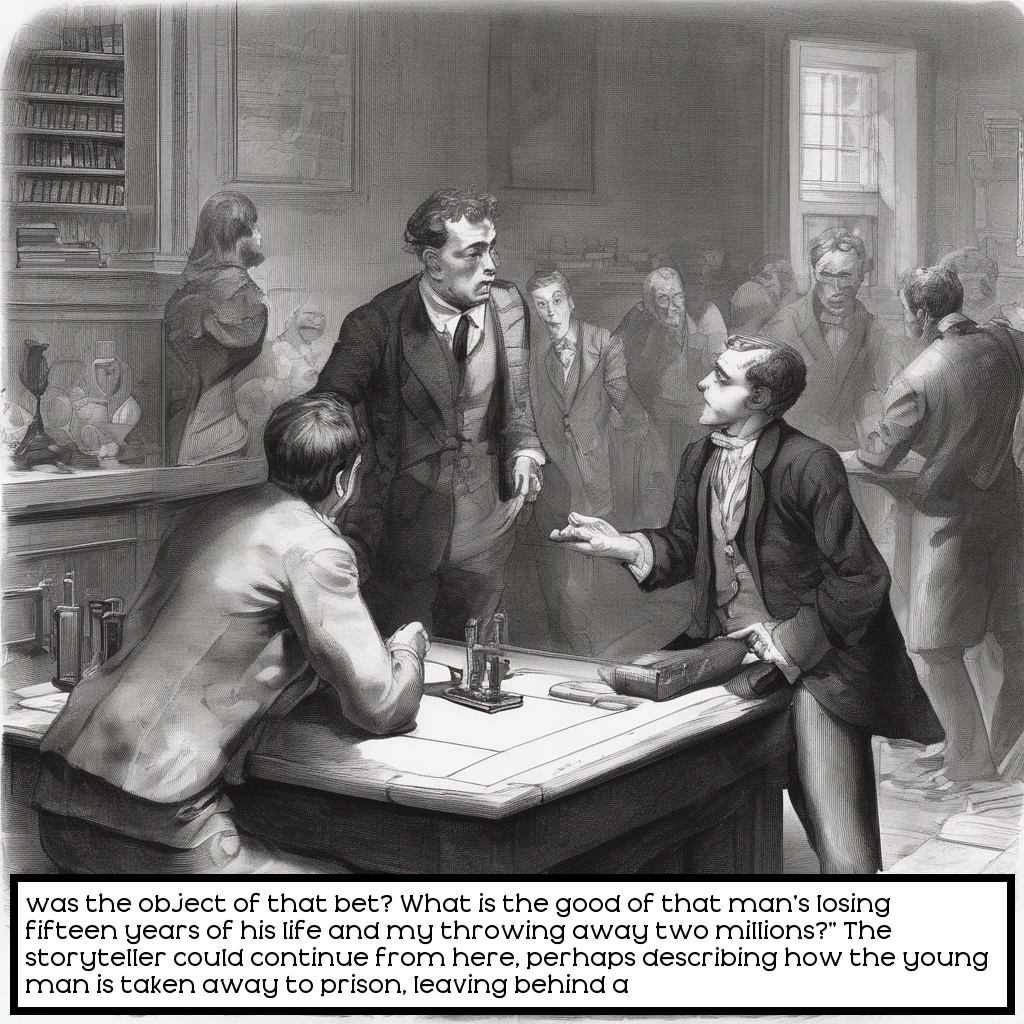 was the object of that bet? What is the good of that man's losing
fifteen years of his life and my throwing away two millions?" The
storyteller could continue from here, perhaps describing how the young
man is taken away to prison, leaving behind a